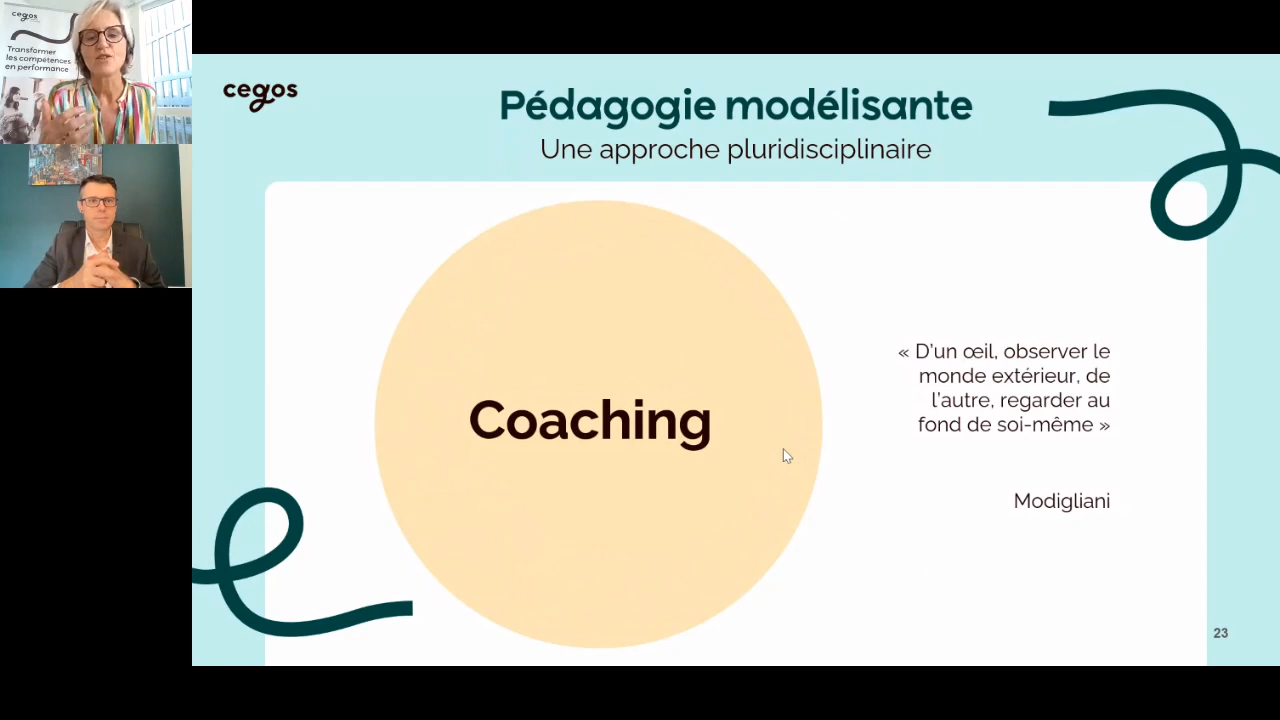 cegos
Transformer
les compétences
en performance
cegos
Pédagogie modélisante
Une approche pluridisciplinaire
Coaching
« D'un œil, observer le
monde extérieur, de
l'autre, regarder au
fond de soi-même »
Modigliani
23